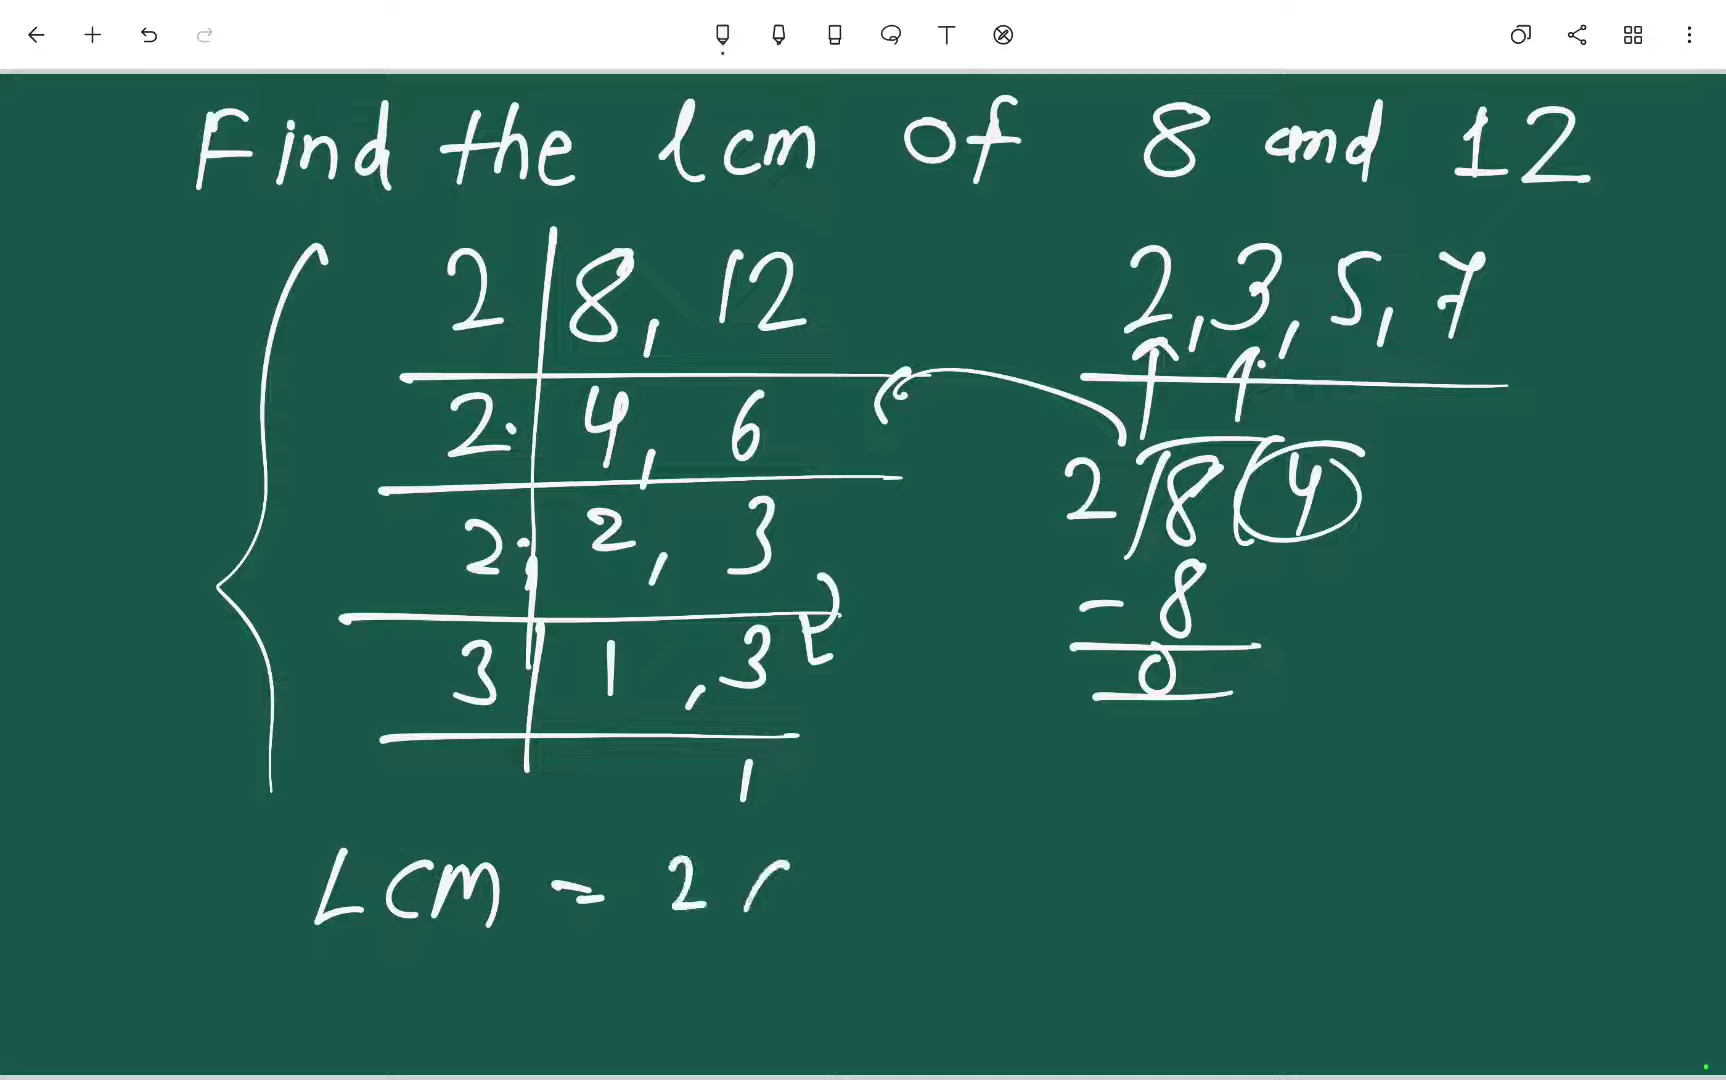 Find the lcm of 8 and 12
2 | 8, 12
2. | 4, 6
2. | 2, 3
3 | 1, 3
1
LCM = 2 (
2, 3, 5, 7
2 / 8 ( 4
- 8
0